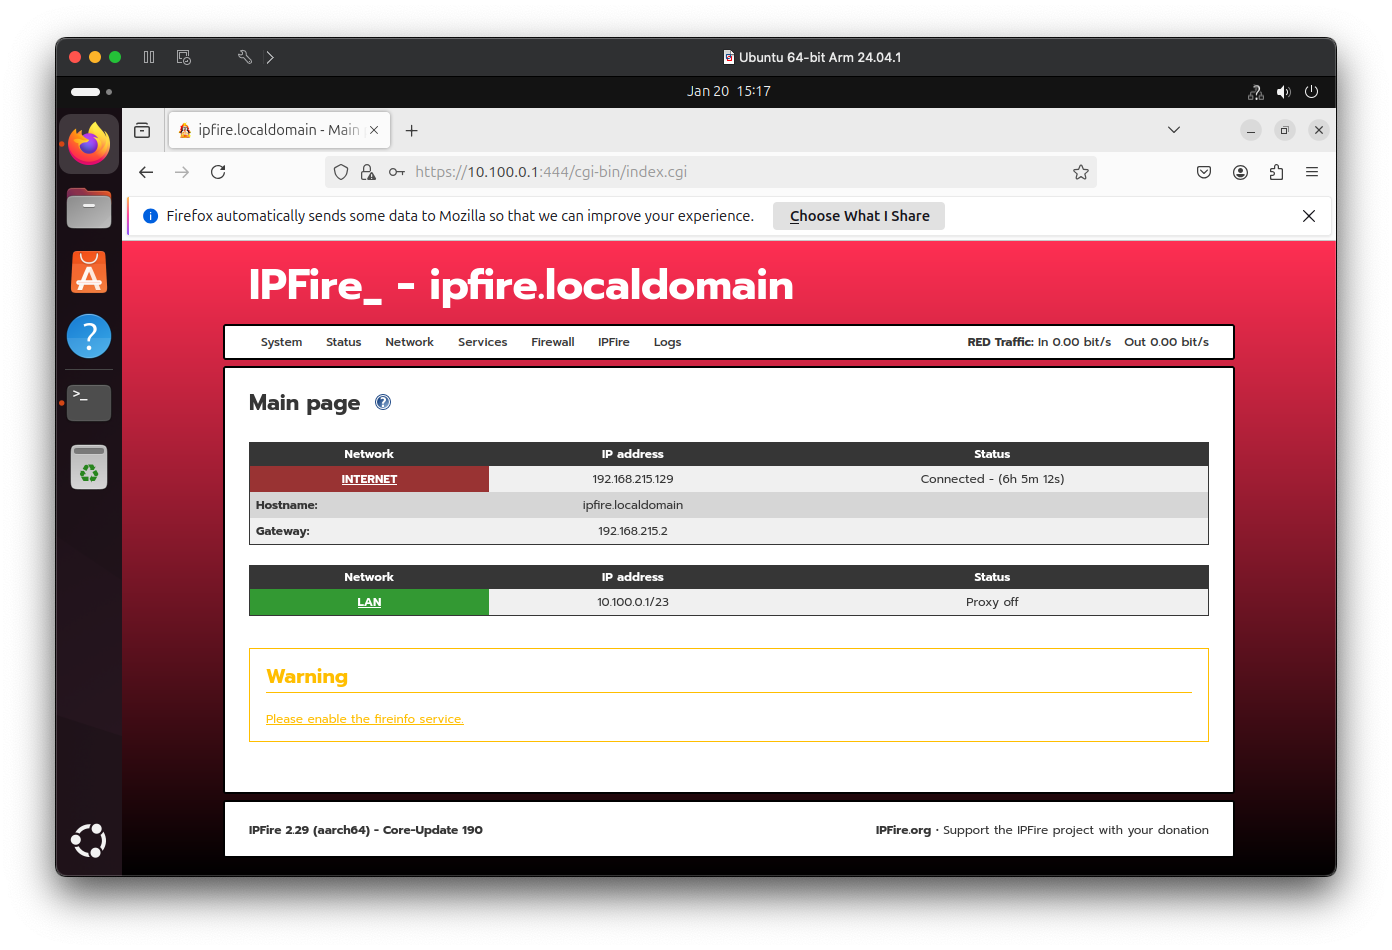 Ubuntu 64-bit Arm 24.04.1
Jan 20 15:17
ipfire.localdomain - Main
https://10.100.0.1:444/cgi-bin/index.cgi
Firefox automatically sends some data to Mozilla so that we can improve your experience. Choose What I Share
IPFire_ - ipfire.localdomain
System Status Network Services Firewall IPFire Logs RED Traffic: In 0.00 bit/s Out 0.00 bit/s
Main page
Network IP address Status
INTERNET 192.168.215.129 Connected - (6h 5m 12s)
Hostname: ipfire.localdomain
Gateway: 192.168.215.2
Network IP address Status
LAN 10.100.0.1/23 Proxy off
Warning
Please enable the fireinfo service.
IPFire 2.29 (aarch64) - Core-Update 190 IPFire.org • Support the IPFire project with your donation